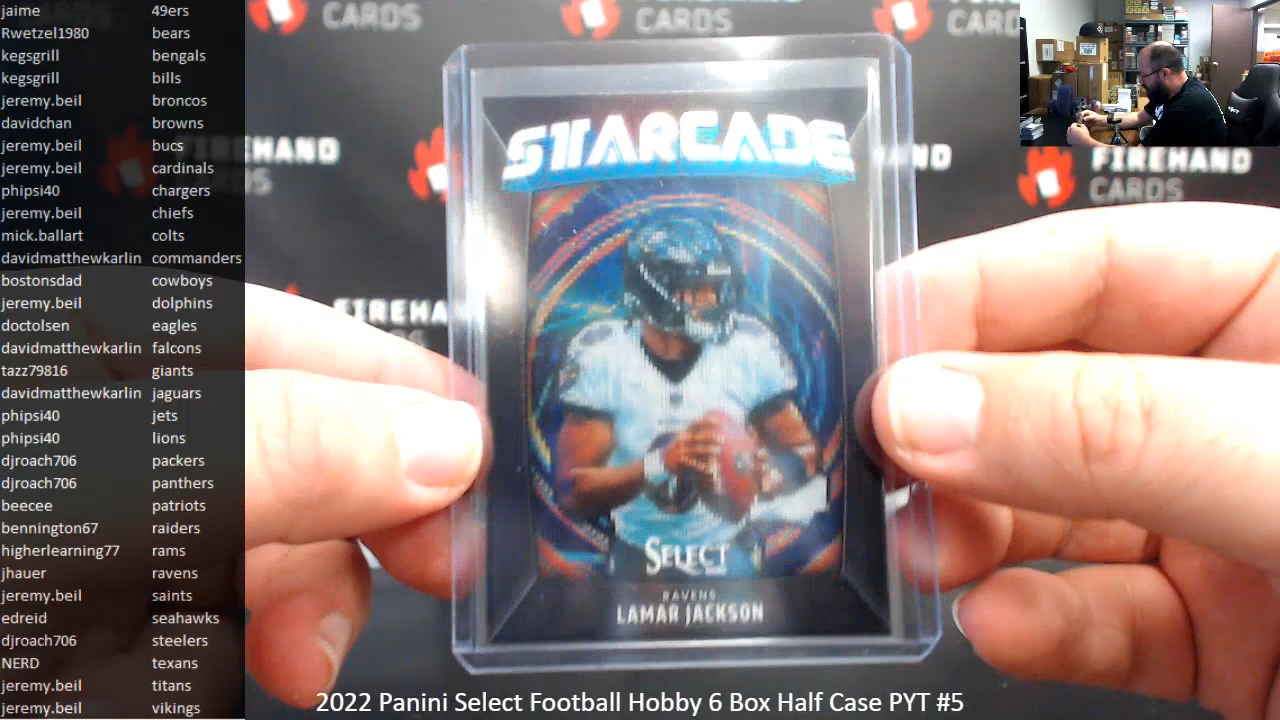 jaime 49ers
Rwetzel1980 bears
kegsgrill bengals
kegsgrill bills
jeremy.beil broncos
davidchan browns
jeremy.beil bucs
jeremy.beil cardinals
phipsi40 chargers
jeremy.beil chiefs
mick.ballart colts
davidmatthewkarlin commanders
bostonsdad cowboys
jeremy.beil dolphins
doctolsen eagles
davidmatthewkarlin falcons
tazz79816 giants
davidmatthewkarlin jaguars
phipsi40 jets
phipsi40 lions
djroach706 packers
djroach706 panthers
beecee patriots
bennington67 raiders
higherlearning77 rams
jhauer ravens
jeremy.beil saints
edreid seahawks
djroach706 steelers
NERD texans
jeremy.beil titans
jeremy.beil vikings
CARDS
CARDS
STARCADE
FIREHAND
CARDS
SELECT
RAVENS
LAMAR JACKSON
2022 Panini Select Football Hobby 6 Box Half Case PYT #5